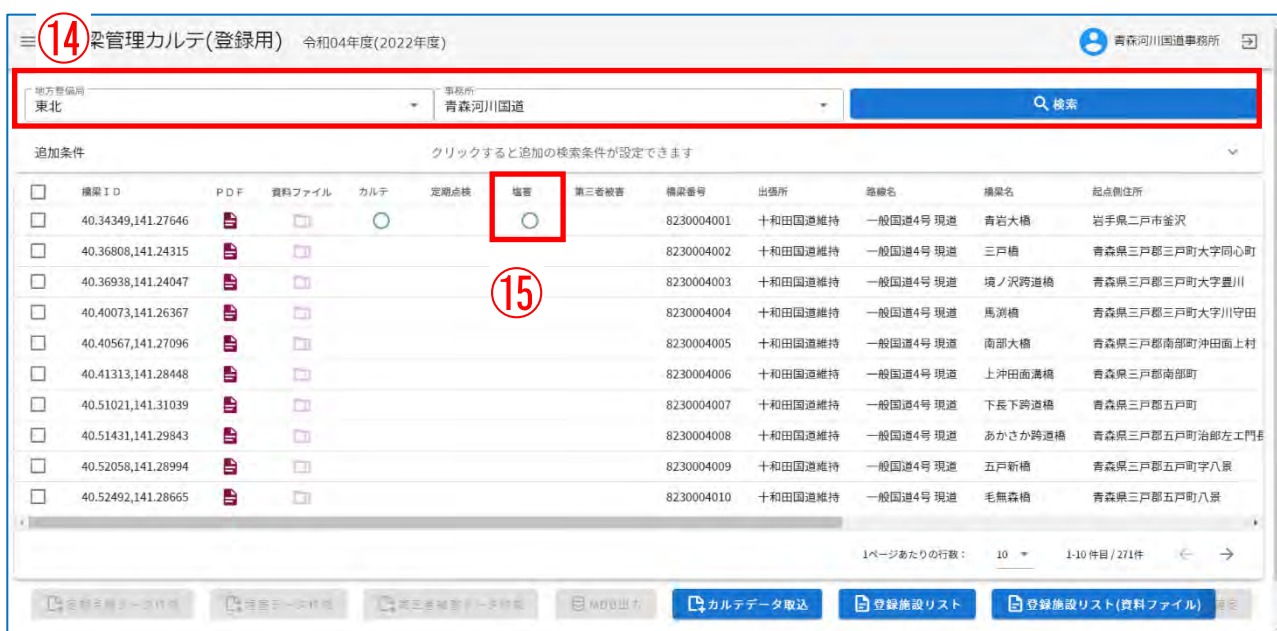 ⑭ 梁管理カルテ(登録用) 令和04年度(2022年度) 青森河川国道事務所
地方整備局 事務所
東北 青森河川国道 検索
追加条件 クリックすると追加の検索条件が設定できます
橋梁ID PDF 資料ファイル カルテ 定期点検 塩害 第三者被害 橋梁番号 出張所 路線名 橋梁名 起点側住所
40.34349,141.27646 8230004001 十和田国道維持 一般国道4号 現道 青岩大橋 岩手県二戸市釜沢
40.36808,141.24315 8230004002 十和田国道維持 一般国道4号 現道 三戸橋 青森県三戸郡三戸町大字同心町
40.36938,141.24047 8230004003 十和田国道維持 一般国道4号 現道 境ノ沢跨道橋 青森県三戸郡三戸町大字豊川
⑮
40.40073,141.26367 8230004004 十和田国道維持 一般国道4号 現道 馬渕橋 青森県三戸郡三戸町大字川守田
40.40567,141.27096 8230004005 十和田国道維持 一般国道4号 現道 南部大橋 青森県三戸郡南部町沖田面上村
40.41313,141.28448 8230004006 十和田国道維持 一般国道4号 現道 上沖田面溝橋 青森県三戸郡南部町
40.51021,141.31039 8230004007 十和田国道維持 一般国道4号 現道 下長下跨道橋 青森県三戸郡五戸町
40.51431,141.29843 8230004008 十和田国道維持 一般国道4号 現道 あかさか跨道橋 青森県三戸郡五戸町治郎左エ門長
40.52058,141.28994 8230004009 十和田国道維持 一般国道4号 現道 五戸新橋 青森県三戸郡五戸町字八景
40.52492,141.28665 8230004010 十和田国道維持 一般国道4号 現道 毛無森橋 青森県三戸郡五戸町八景
1ページあたりの行数: 10 1-10 件目 / 271件
MDB出力 カルテデータ取込 登録施設リスト 登録施設リスト(資料ファイル)